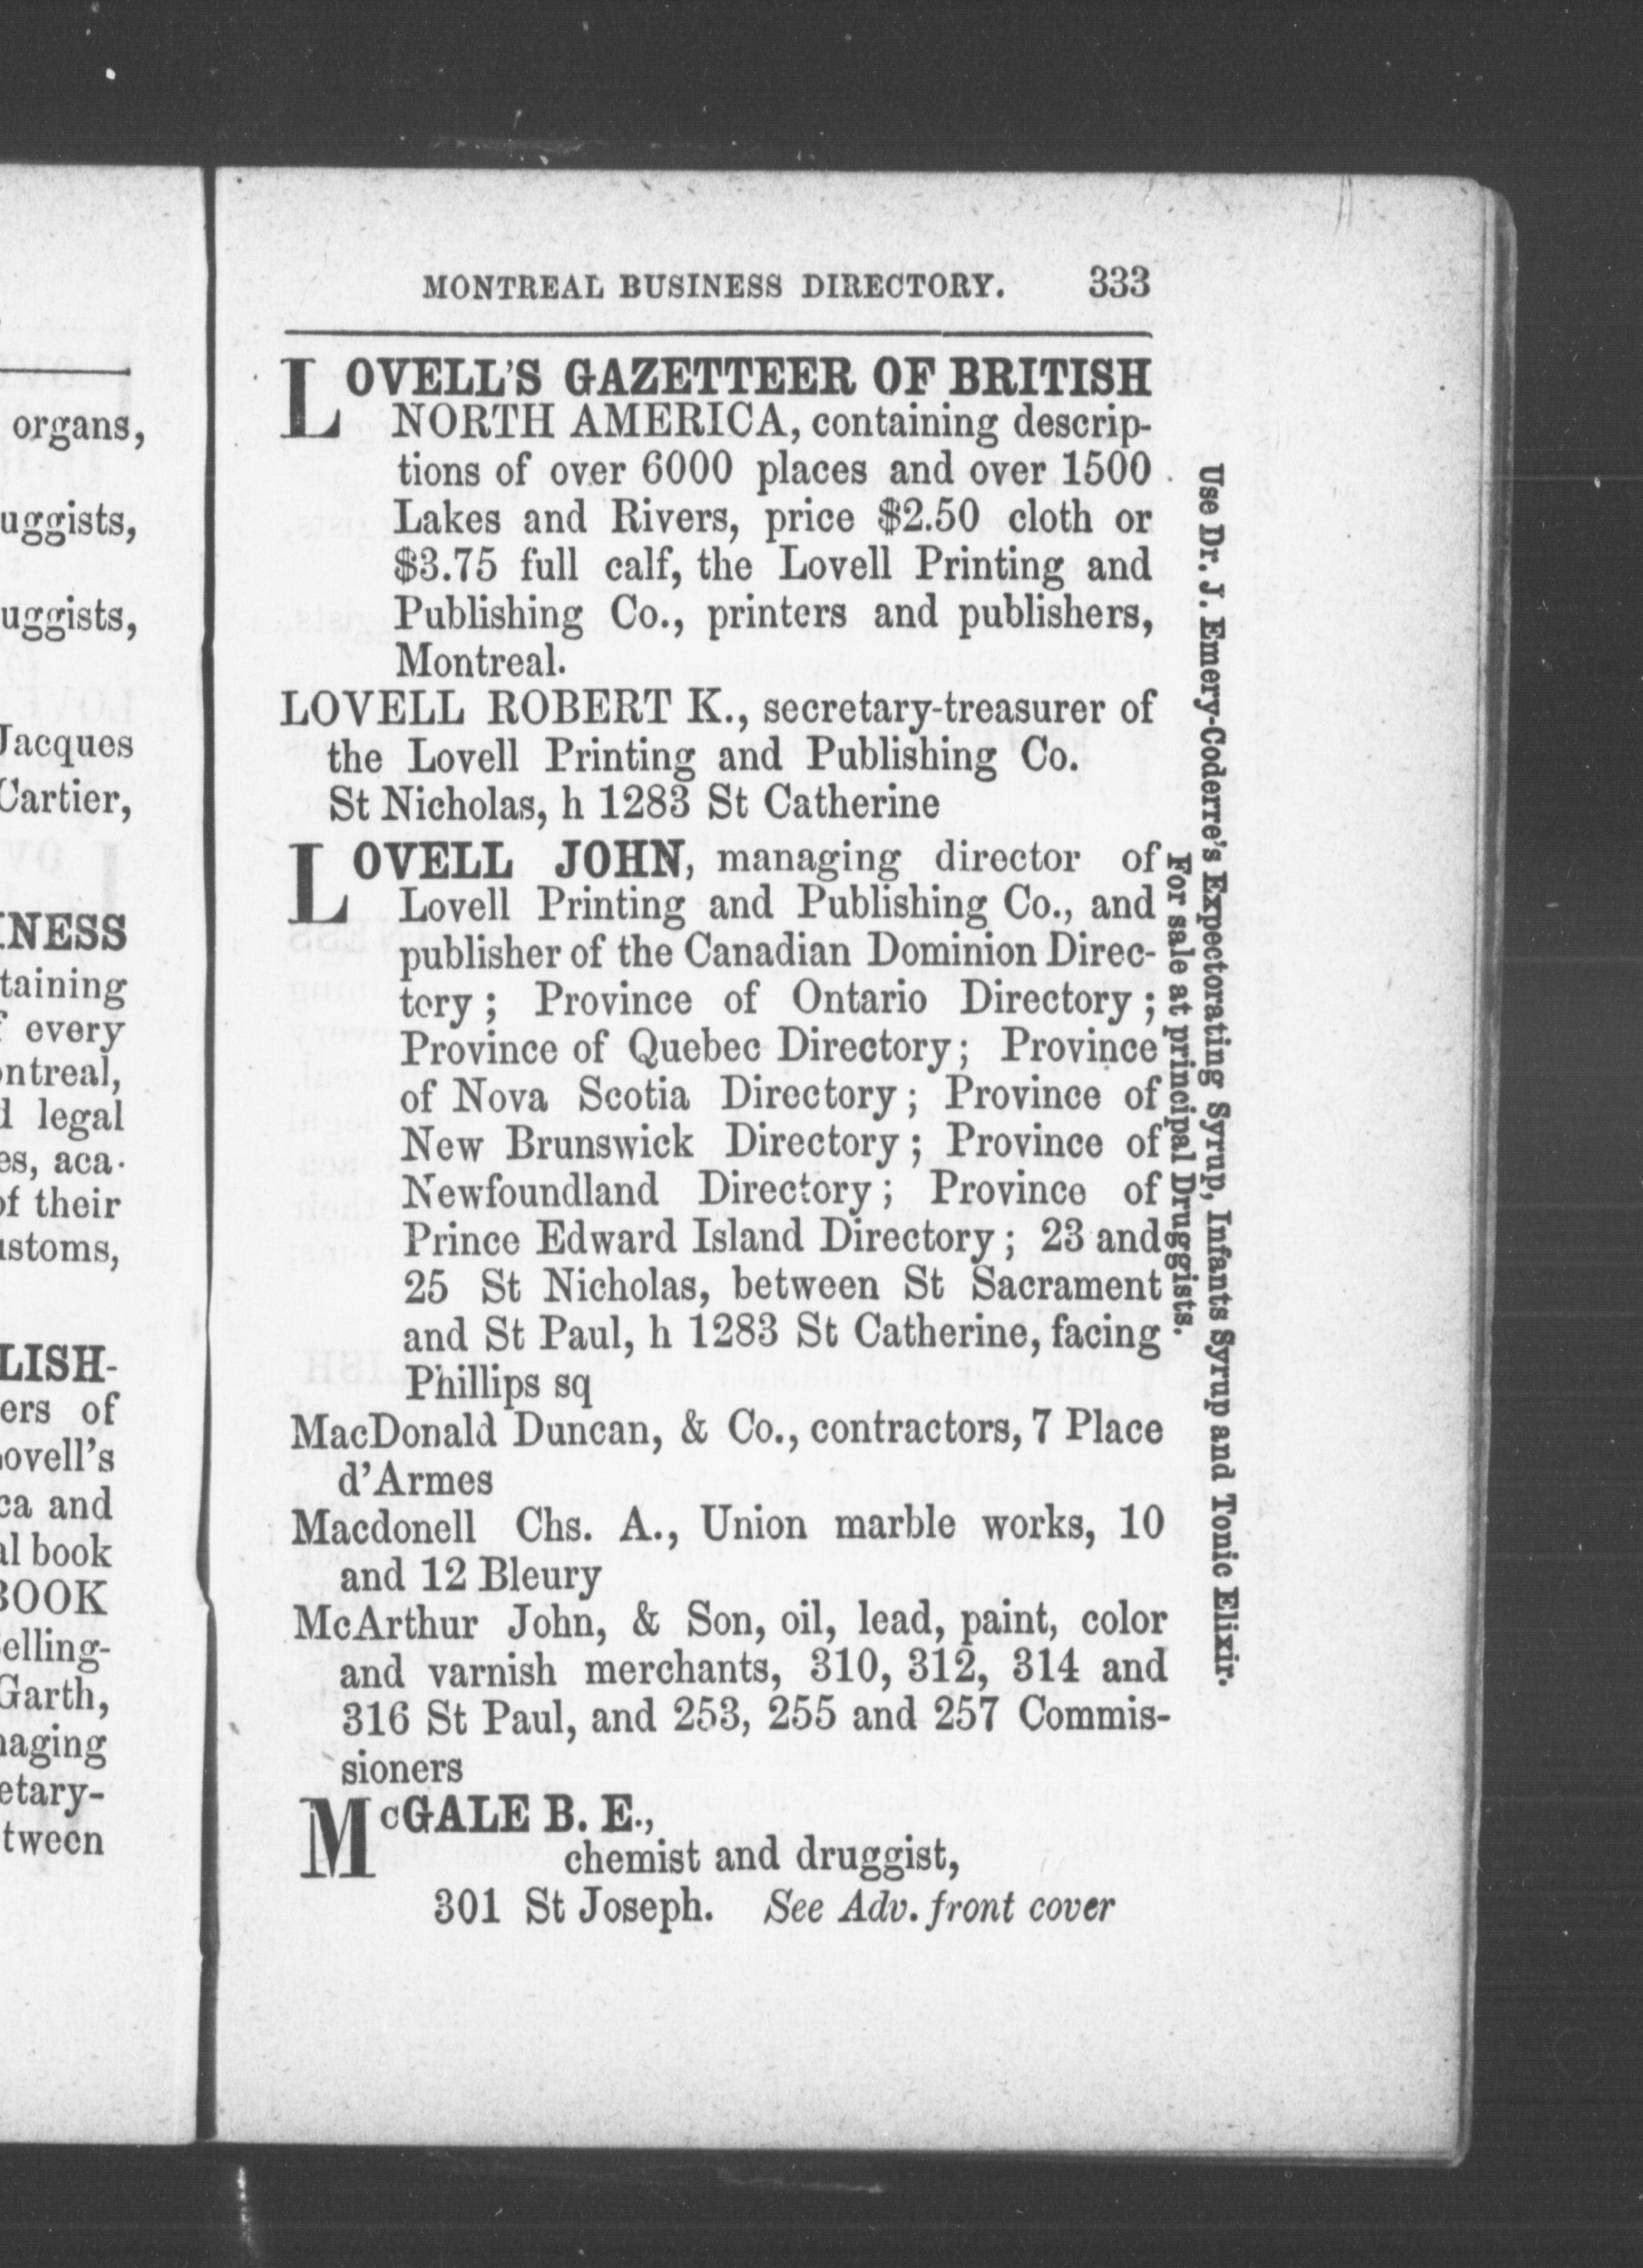 organs,
uggists,
uggists,
Jacques
Cartier,
INESS
taining
every
ontreal,
legal
es, aca-
of their
ustoms,
LISH-
ers of
ovell's
ca and
al book
BOOK
elling-
Garth,
naging
etary-
tween
MONTREAL BUSINESS DIRECTORY. 333
LOVELL'S GAZETTEER OF BRITISH
NORTH AMERICA, containing descrip-
tions of over 6000 places and over 1500
Lakes and Rivers, price $2.50 cloth or
$3.75 full calf, the Lovell Printing and
Publishing Co., printers and publishers,
Montreal.
LOVELL ROBERT K., secretary-treasurer of
the Lovell Printing and Publishing Co.
St Nicholas, h 1283 St Catherine
LOVELL JOHN, managing director of
Lovell Printing and Publishing Co., and
publisher of the Canadian Dominion Direc-
tory; Province of Ontario Directory;
Province of Quebec Directory; Province
of Nova Scotia Directory; Province of
New Brunswick Directory; Province of
Newfoundland Directory; Province of
Prince Edward Island Directory; 23 and
25 St Nicholas, between St Sacrament
and St Paul, h 1283 St Catherine, facing
Phillips sq
MacDonald Duncan, & Co., contractors, 7 Place
d'Armes
Macdonell Chs. A., Union marble works, 10
and 12 Bleury
McArthur John, & Son, oil, lead, paint, color
and varnish merchants, 310, 312, 314 and
316 St Paul, and 253, 255 and 257 Commis-
sioners
McGALE B. E.,
chemist and druggist,
301 St Joseph. See Adv. front cover
Use Dr. J. Emery-Coderre's Expectorating Syrup, Infants Syrup and Tonic Elixir.
For sale at principal Druggists.